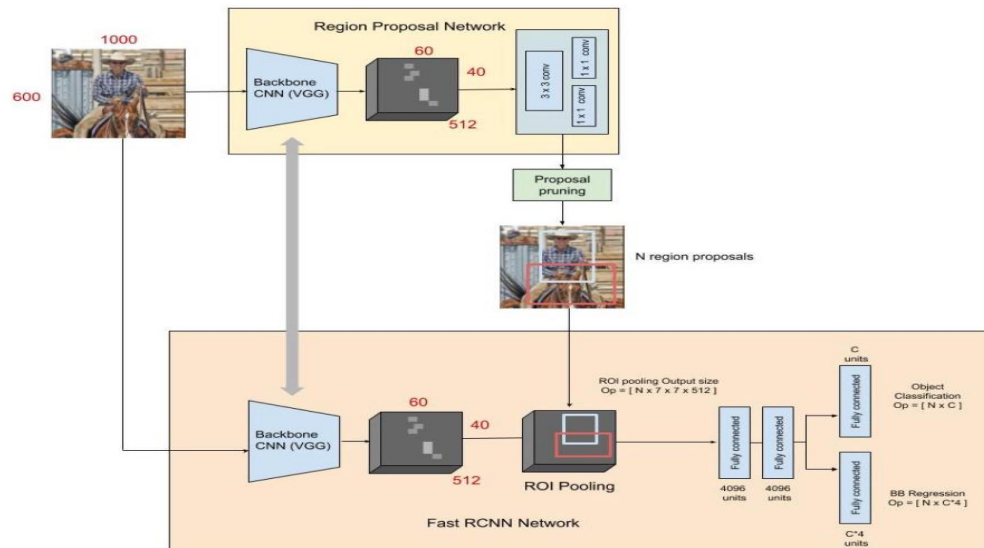 Region Proposal Network
1000
600
Backbone
CNN (VGG)
60
40
512
3 x 3 conv
1 x 1 conv
1 x 1 conv
Proposal
pruning
N region proposals
Backbone
CNN (VGG)
60
40
512
ROI pooling Output size
Op = [ N x 7 x 7 x 512 ]
ROI Pooling
Fully connected
4096
units
Fully connected
4096
units
C
units
Fully connected
Object
Classification
Op = [ N x C ]
Fully connected
C*4
units
BB Regression
Op = [ N x C*4 ]
Fast RCNN Network